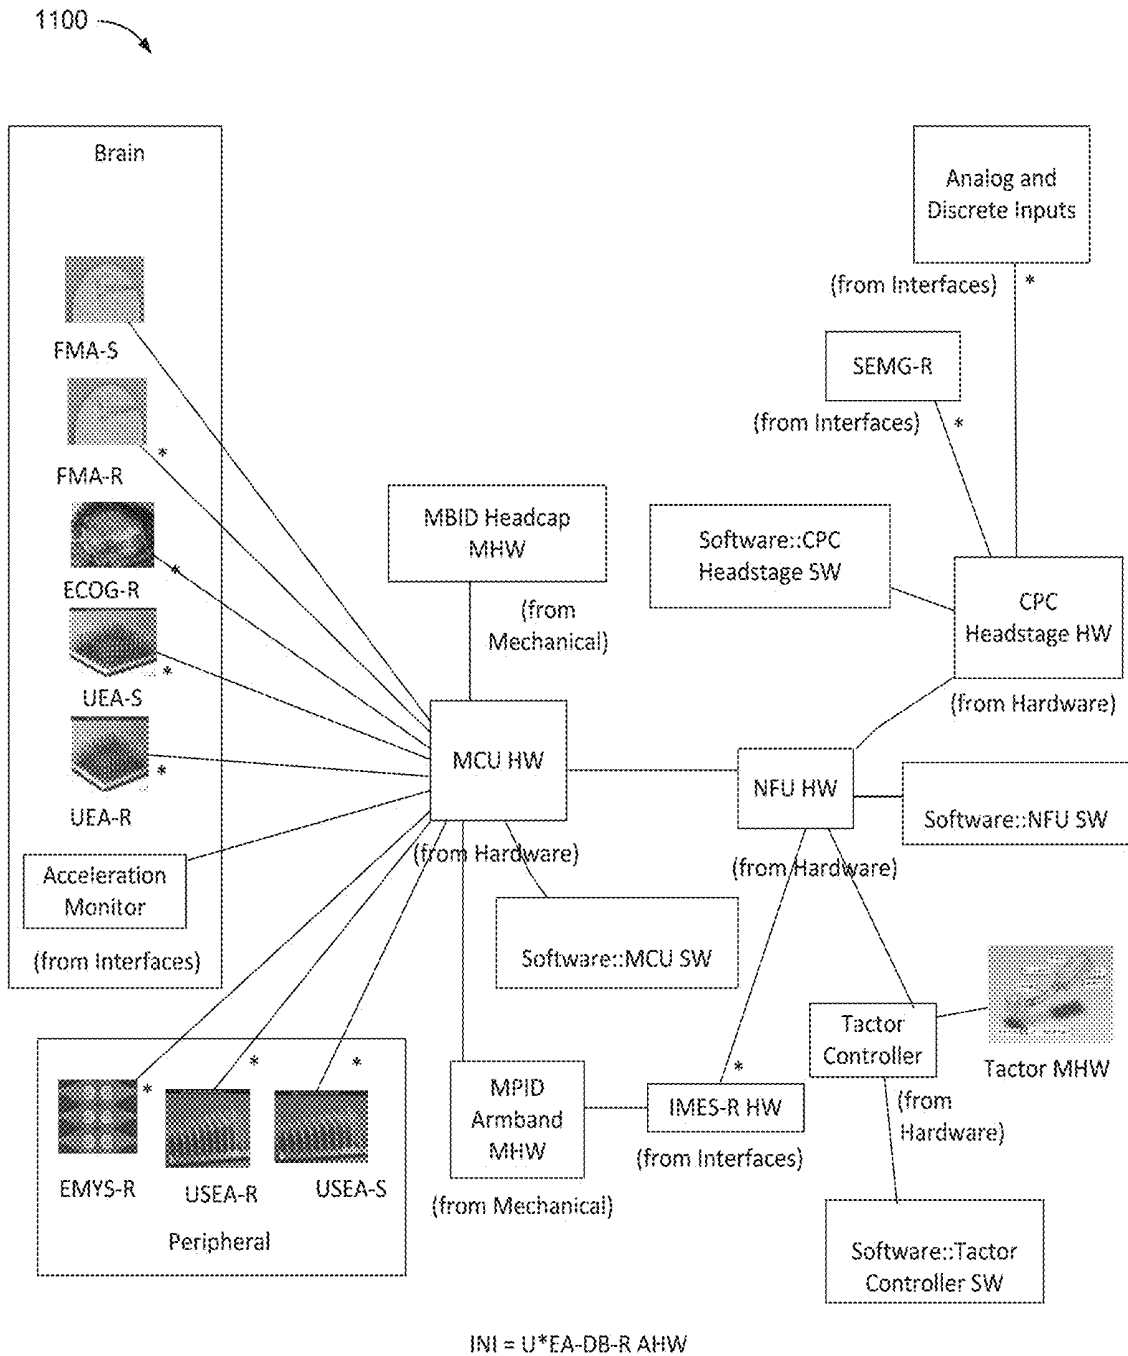 1100
Brain
FMA-S
FMA-R
*
ECOG-R
*
UEA-S
*
UEA-R
*
Acceleration
Monitor
(from Interfaces)
EMYS-R
*
USEA-R
*
USEA-S
*
Peripheral
MBID Headcap
MHW
(from
Mechanical)
MCU HW
(from Hardware)
Software::MCU SW
MPID
Armband
MHW
(from Mechanical)
Analog and
Discrete Inputs
(from Interfaces)
*
SEMG-R
(from Interfaces)
*
Software::CPC
Headstage SW
CPC
Headstage HW
(from Hardware)
NFU HW
(from Hardware)
Software::NFU SW
*
IMES-R HW
(from Interfaces)
Tactor
Controller
(from
Hardware)
Tactor MHW
Software::Tactor
Controller SW
INI = U*EA-DB-R AHW